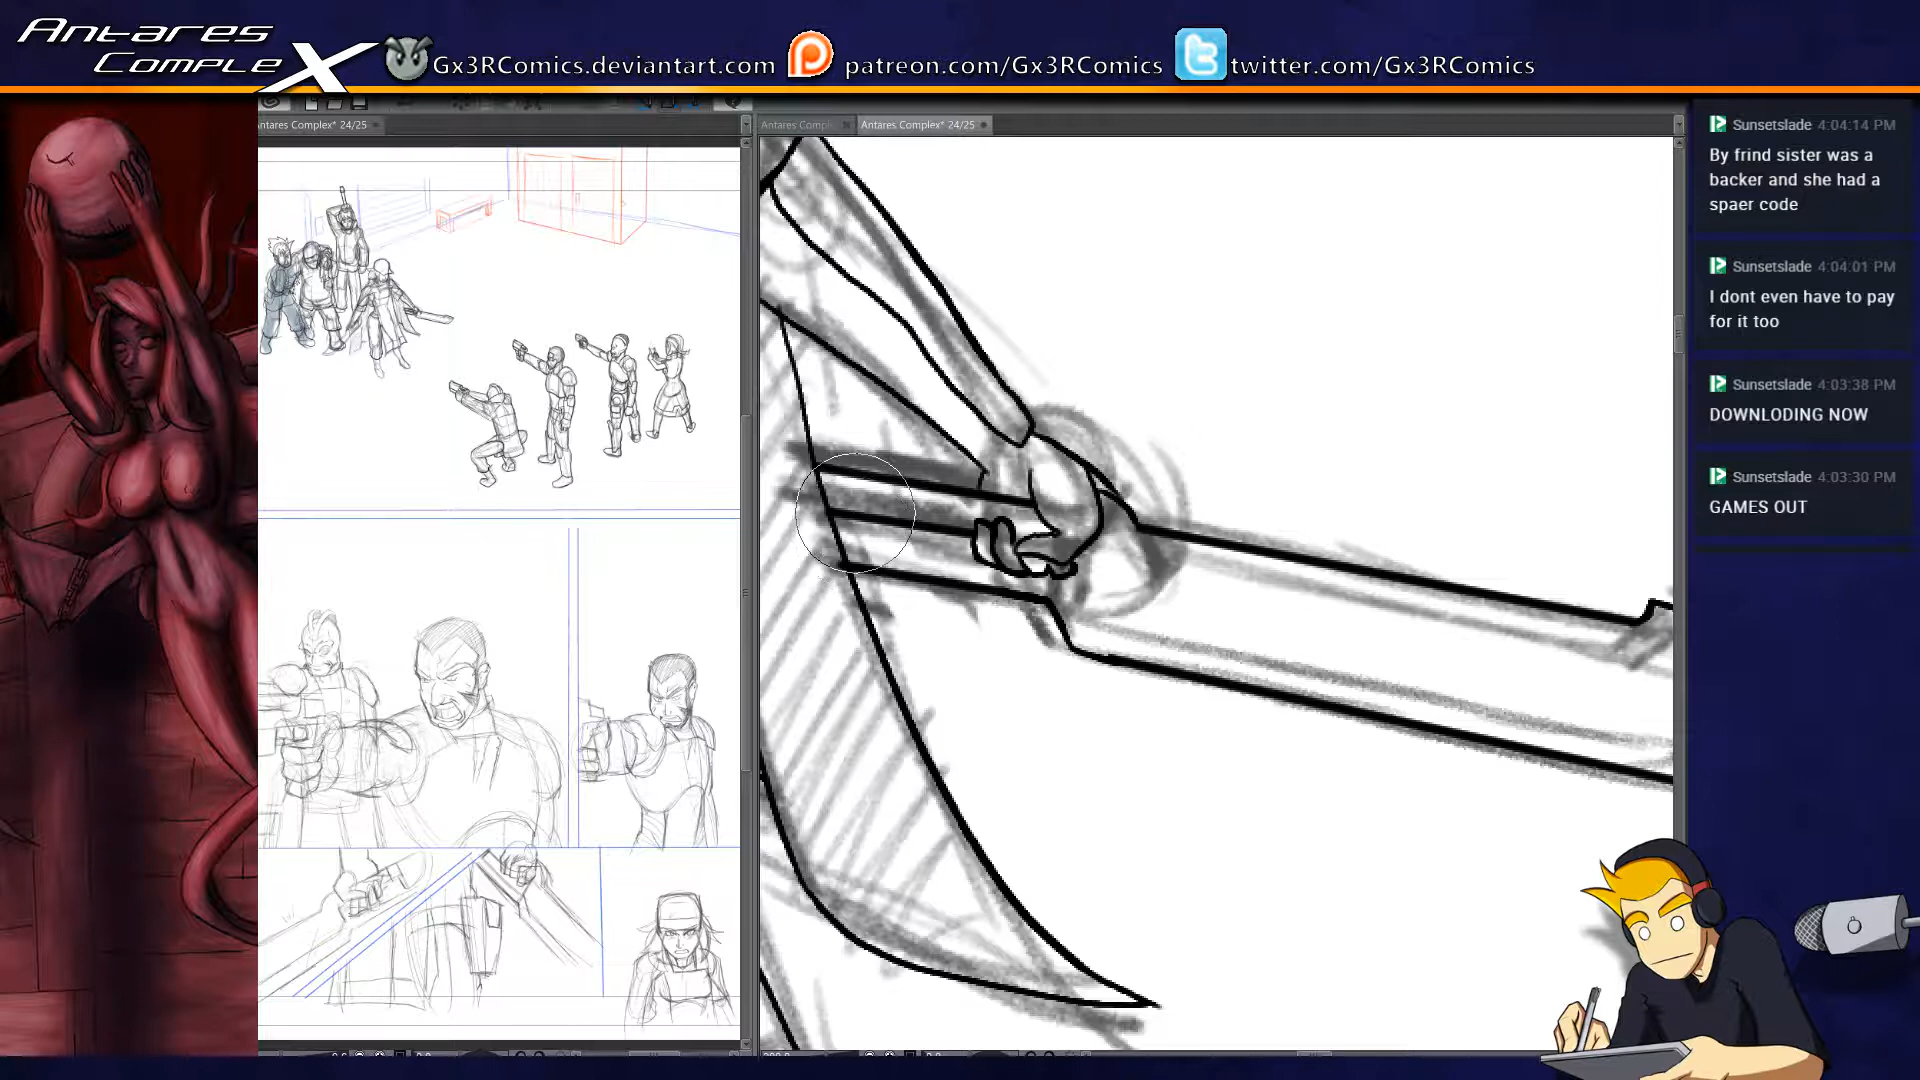 Antares
Complex
Gx3RComics.deviantart.com
patreon.com/Gx3RComics
twitter.com/Gx3RComics
ntares Complex* 24/25
Antares Comple
Antares Complex* 24/25
Sunsetslade 4:04:14 PM
By frind sister was a
backer and she had a
spaer code
Sunsetslade 4:04:01 PM
I dont even have to pay
for it too
Sunsetslade 4:03:38 PM
DOWNLODING NOW
Sunsetslade 4:03:30 PM
GAMES OUT